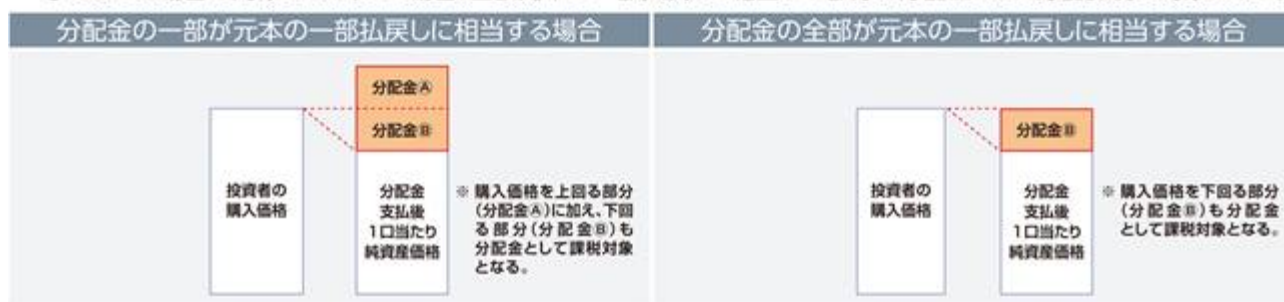 分配金の一部が元本の一部払戻しに相当する場合
分配金Ⓐ
分配金Ⓑ
投資者の
購入価格
分配金
支払後
1口当たり
純資産価格
※ 購入価格を上回る部分
(分配金Ⓐ)に加え、下回
る部分(分配金Ⓑ)も
分配金として課税対象
となる。
分配金の全部が元本の一部払戻しに相当する場合
分配金Ⓑ
投資者の
購入価格
分配金
支払後
1口当たり
純資産価格
※ 購入価格を下回る部分
(分配金Ⓑ)も分配金
として課税対象となる。